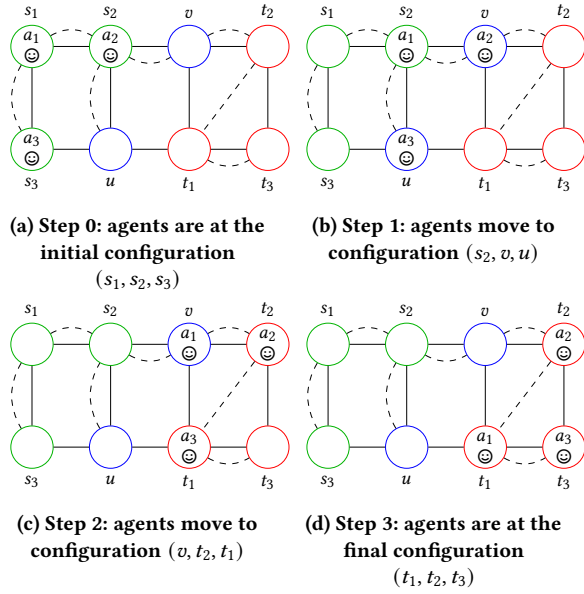 s₁ s₂ v t₂
a₁ a₂
a₃
s₃ u t₁ t₃
(a) Step 0: agents are at the
initial configuration
(s₁, s₂, s₃)
s₁ s₂ v t₂
a₁ a₂
a₃
s₃ u t₁ t₃
(b) Step 1: agents move to
configuration (s₂, v, u)
s₁ s₂ v t₂
a₁ a₂
a₃
s₃ u t₁ t₃
(c) Step 2: agents move to
configuration (v, t₂, t₁)
s₁ s₂ v t₂
a₂
a₁ a₃
s₃ u t₁ t₃
(d) Step 3: agents are at the
final configuration
(t₁, t₂, t₃)